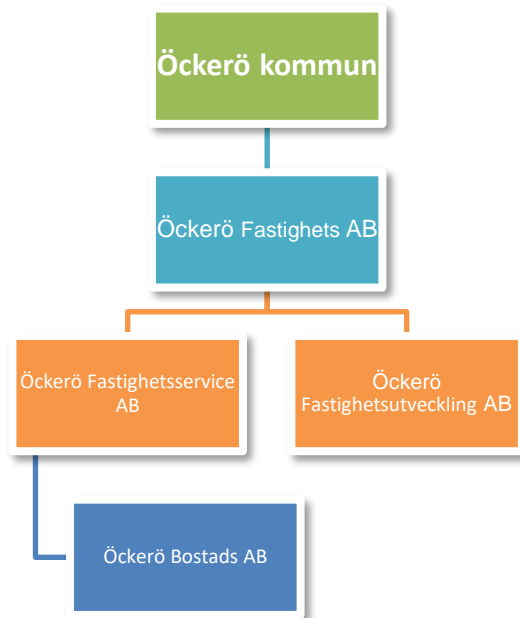 Öckerö kommun
Öckerö Fastighets AB
Öckerö Fastighetsservice
AB
Öckerö
Fastighetsutveckling AB
Öckerö Bostads AB